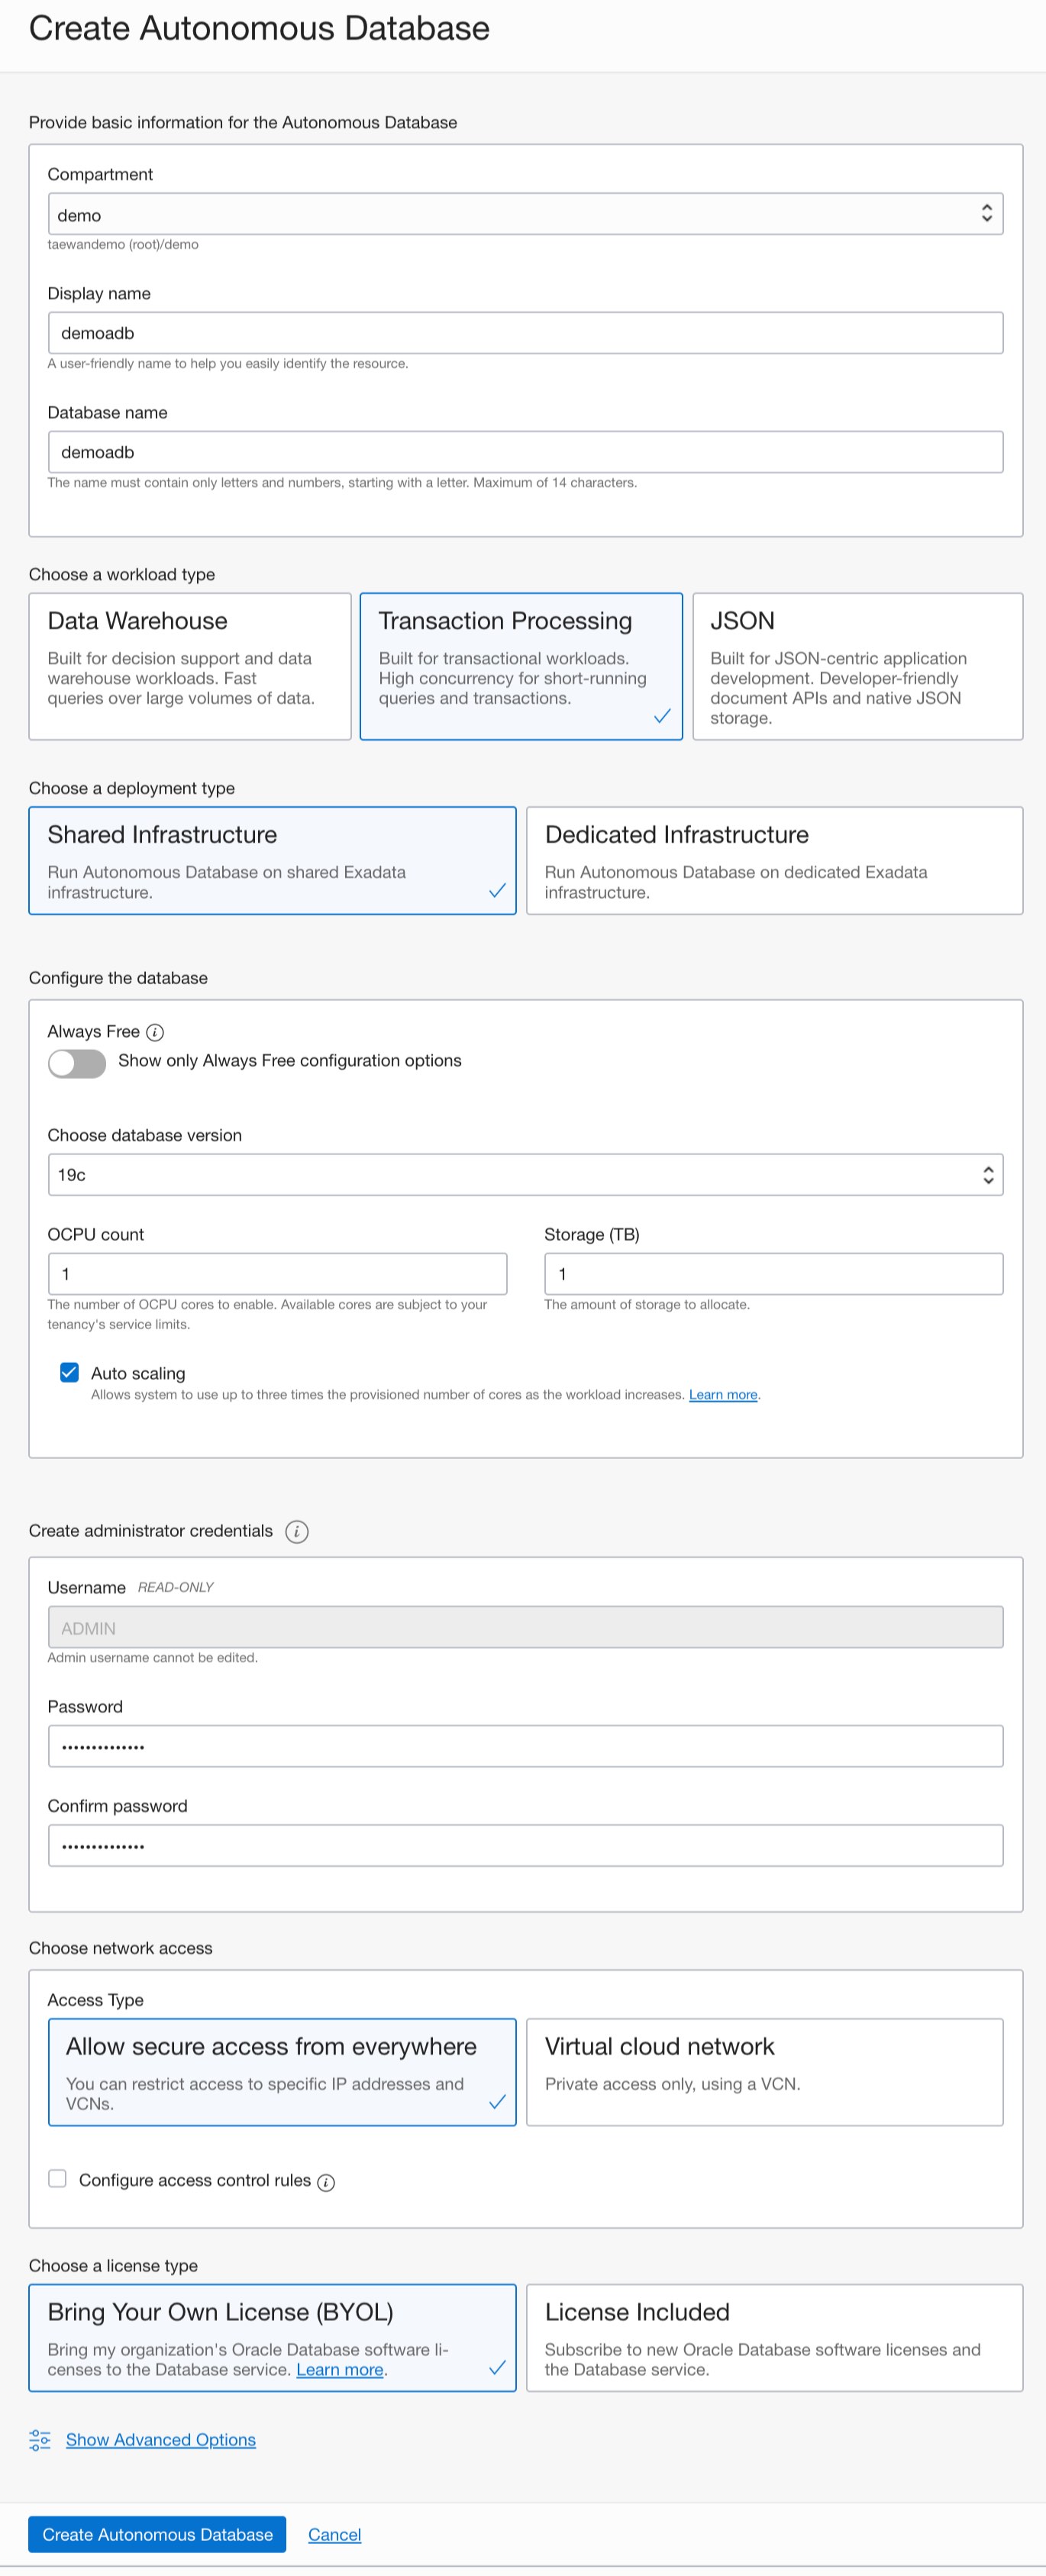 Create Autonomous Database
Provide basic information for the Autonomous Database
Compartment
demo
taewandemo (root)/demo
Display name
demoadb
A user-friendly name to help you easily identify the resource.
Database name
demoadb
The name must contain only letters and numbers, starting with a letter. Maximum of 14 characters.
Choose a workload type
Data Warehouse
Built for decision support and data
warehouse workloads. Fast
queries over large volumes of data.
Transaction Processing
Built for transactional workloads.
High concurrency for short-running
queries and transactions.
JSON
Built for JSON-centric application
development. Developer-friendly
document APIs and native JSON
storage.
Choose a deployment type
Shared Infrastructure
Run Autonomous Database on shared Exadata
infrastructure.
Dedicated Infrastructure
Run Autonomous Database on dedicated Exadata
infrastructure.
Configure the database
Always Free
Show only Always Free configuration options
Choose database version
19c
OCPU count
1
The number of OCPU cores to enable. Available cores are subject to your
tenancy's service limits.
Storage (TB)
1
The amount of storage to allocate.
Auto scaling
Allows system to use up to three times the provisioned number of cores as the workload increases. Learn more.
Create administrator credentials
Username READ-ONLY
ADMIN
Admin username cannot be edited.
Password
••••••••••••••
Confirm password
••••••••••••••
Choose network access
Access Type
Allow secure access from everywhere
You can restrict access to specific IP addresses and
VCNs.
Virtual cloud network
Private access only, using a VCN.
Configure access control rules
Choose a license type
Bring Your Own License (BYOL)
Bring my organization's Oracle Database software li-
censes to the Database service. Learn more.
License Included
Subscribe to new Oracle Database software licenses and
the Database service.
Show Advanced Options
Create Autonomous Database
Cancel